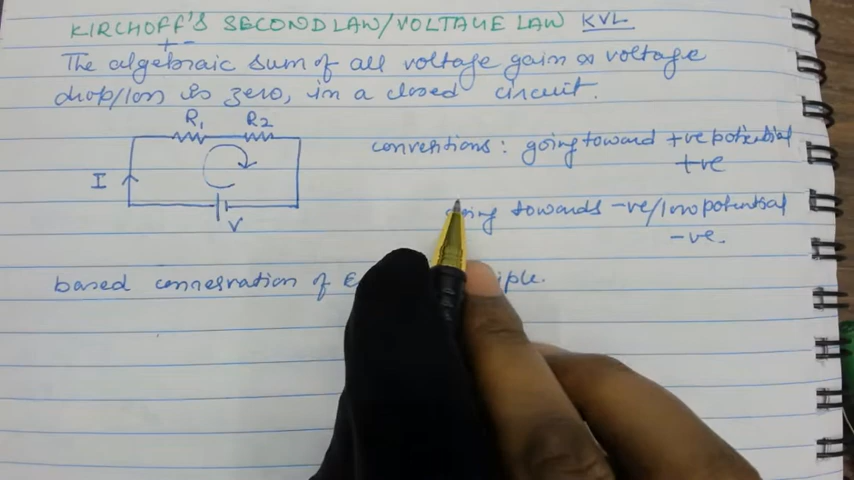 KIRCHOFF'S SECOND LAW/VOLTAGE LAW KVL
+ -
The algebraic sum of all voltage gain or voltage
drop/loss is zero, in a closed circuit.
R1 R2
I
V
conventions: going toward +ve potential
+ve
going towards -ve/low potential
-ve.
based conservation of